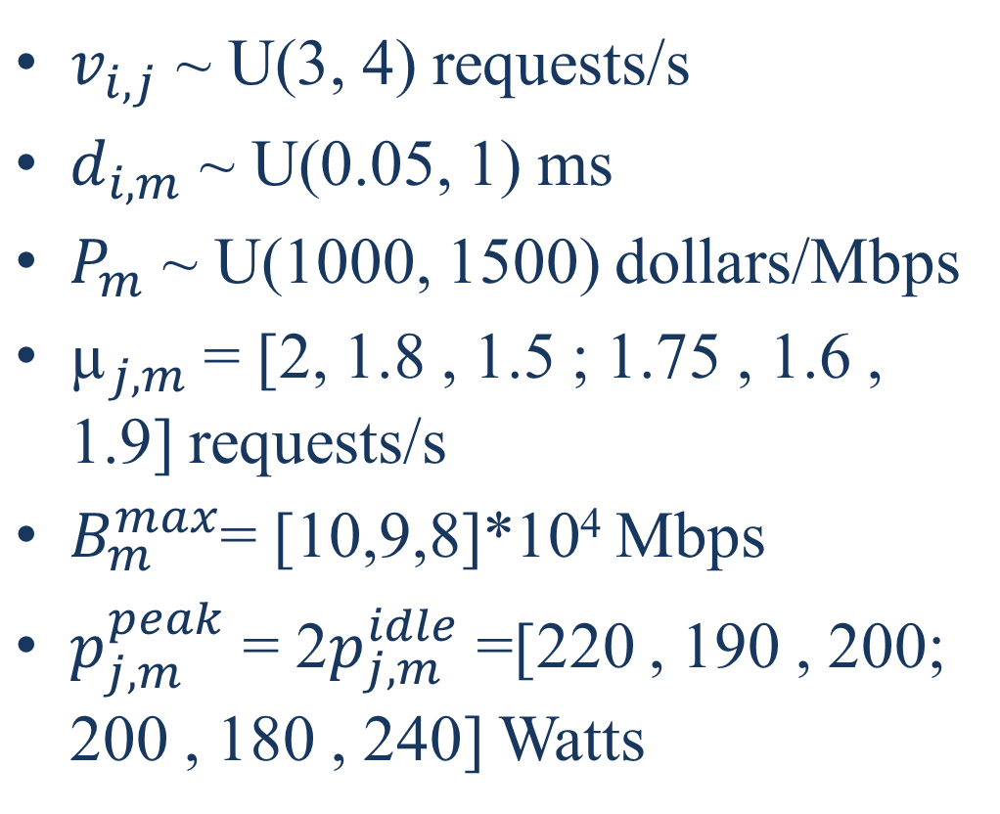 • v_{i,j} ~ U(3, 4) requests/s
• d_{i,m} ~ U(0.05, 1) ms
• P_m ~ U(1000, 1500) dollars/Mbps
• μ_{j,m} = [2, 1.8 , 1.5 ; 1.75 , 1.6 ,
1.9] requests/s
• B_m^{max}= [10,9,8]*10⁴ Mbps
• p_{j,m}^{peak} = 2p_{j,m}^{idle} =[220 , 190 , 200;
200 , 180 , 240] Watts